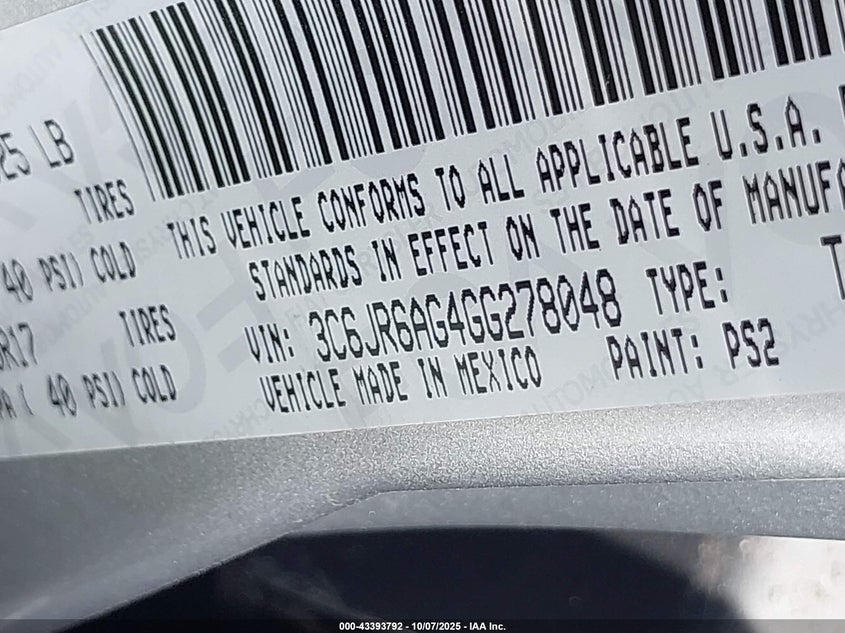 25 LB
TIRES
40 PSI) COLD
R17 TIRES
PA ( 40 PSI) COLD
THIS VEHICLE CONFORMS TO ALL APPLICABLE U.S.A.
STANDARDS IN EFFECT ON THE DATE OF MANUFA
VIN: 3C6JR6AG4GG278048 TYPE: T
VEHICLE MADE IN MEXICO PAINT: PS2
000-43393792 - 10/07/2025 - IAA Inc.